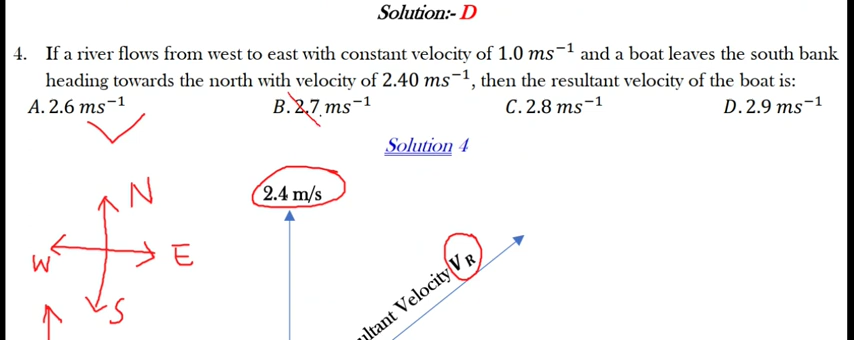 Solution:- D
4. If a river flows from west to east with constant velocity of 1.0 ms⁻¹ and a boat leaves the south bank
heading towards the north with velocity of 2.40 ms⁻¹, then the resultant velocity of the boat is:
A. 2.6 ms⁻¹ B. 2.7 ms⁻¹ C. 2.8 ms⁻¹ D. 2.9 ms⁻¹
Solution 4
N
2.4 m/s
W
E
S
Velocity V_R